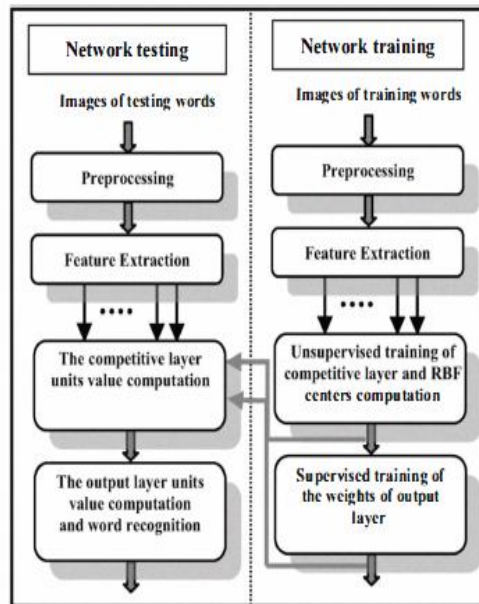 Network testing
Images of testing words
Preprocessing
Feature Extraction
The competitive layer
units value computation
The output layer units
value computation
and word recognition
Network training
Images of training words
Preprocessing
Feature Extraction
Unsupervised training of
competitive layer and RBF
centers computation
Supervised training of
the weights of output
layer